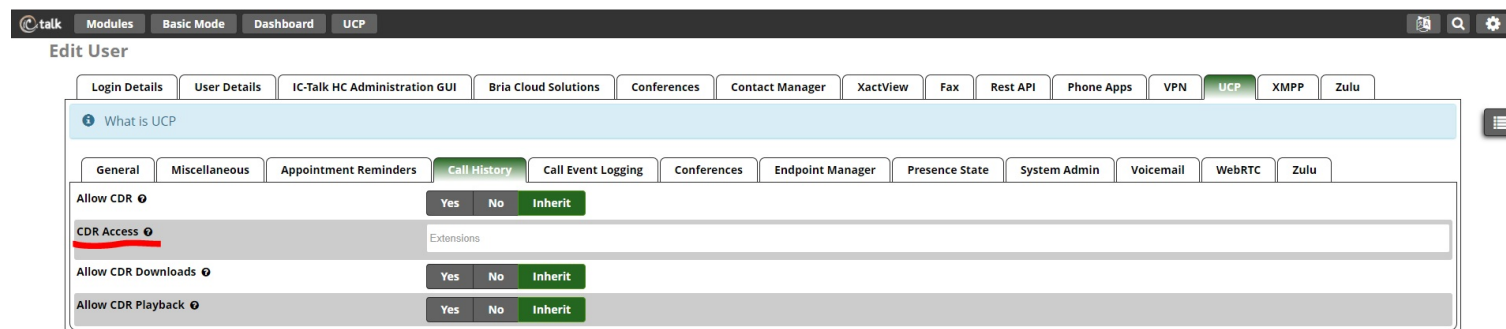 talk Modules Basic Mode Dashboard UCP
Edit User
Login Details User Details IC-Talk HC Administration GUI Bria Cloud Solutions Conferences Contact Manager XactView Fax Rest API Phone Apps VPN UCP XMPP Zulu
What is UCP
General Miscellaneous Appointment Reminders Call History Call Event Logging Conferences Endpoint Manager Presence State System Admin Voicemail WebRTC Zulu
Allow CDR Yes No Inherit
CDR Access Extensions
Allow CDR Downloads Yes No Inherit
Allow CDR Playback Yes No Inherit